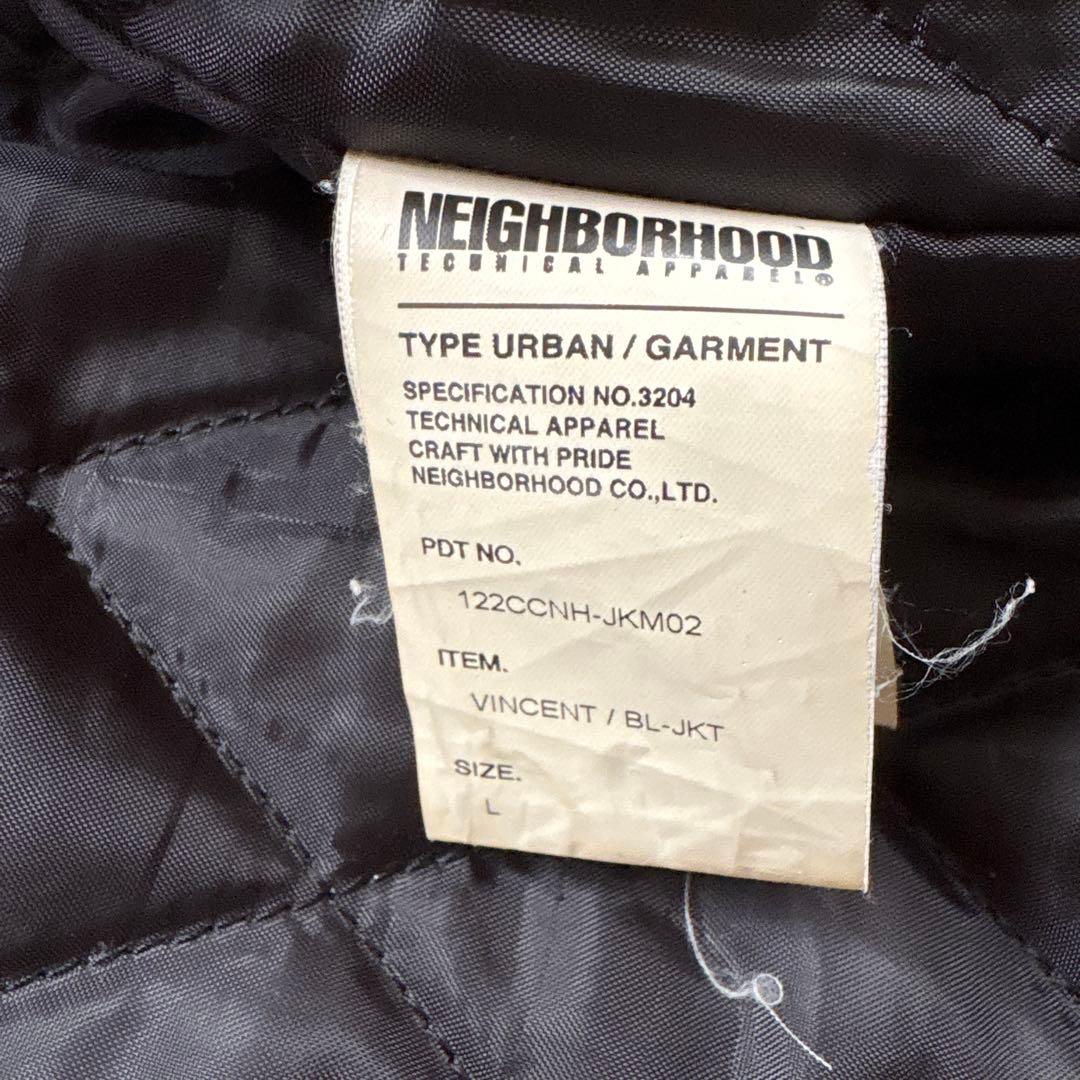 NEIGHBORHOOD
TECHNICAL APPAREL®
TYPE URBAN / GARMENT
SPECIFICATION NO.3204
TECHNICAL APPAREL
CRAFT WITH PRIDE
NEIGHBORHOOD CO.,LTD.
PDT NO.
122CCNH-JKM02
ITEM.
VINCENT / BL-JKT
SIZE.
L